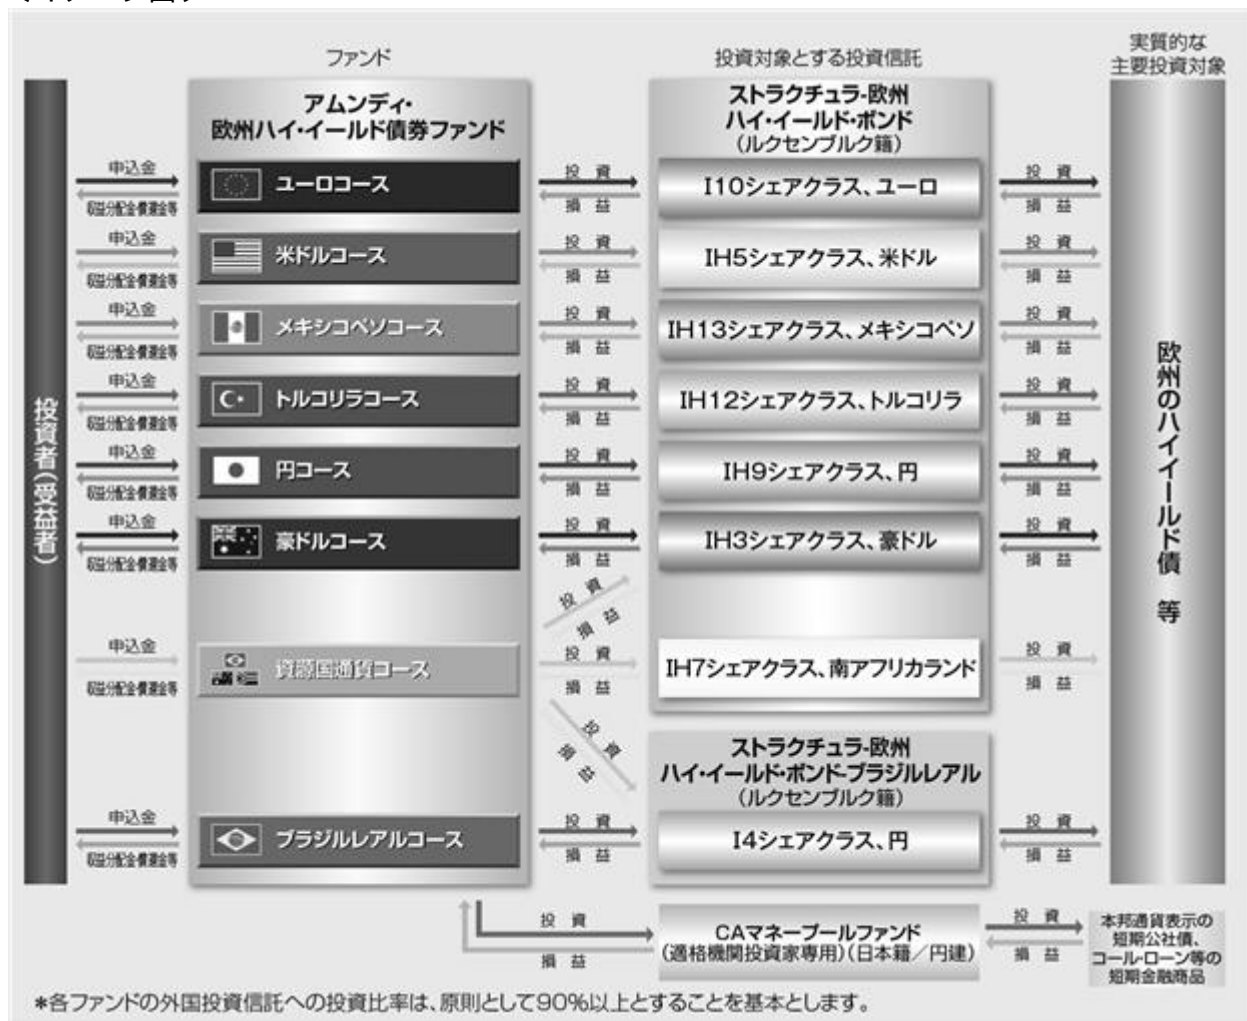 ファンド
投資対象とする投資信託
実質的な
主要投資対象
アムンディ・
欧州ハイ・イールド債券ファンド
ストラクチュラ-欧州
ハイ・イールド・ボンド
(ルクセンブルク籍)
投資者(受益者)
欧州のハイイールド債 等
申込金
収益分配金償還金等
ユーロコース
投資
損益
I10シェアクラス、ユーロ
投資
損益
申込金
収益分配金償還金等
米ドルコース
投資
損益
IH5シェアクラス、米ドル
投資
損益
申込金
収益分配金償還金等
メキシコペソコース
投資
損益
IH13シェアクラス、メキシコペソ
投資
損益
申込金
収益分配金償還金等
トルコリラコース
投資
損益
IH12シェアクラス、トルコリラ
投資
損益
申込金
収益分配金償還金等
円コース
投資
損益
IH9シェアクラス、円
投資
損益
申込金
収益分配金償還金等
豪ドルコース
投資
損益
IH3シェアクラス、豪ドル
投資
損益
投資
損益
申込金
収益分配金償還金等
資源国通貨コース
投資
損益
IH7シェアクラス、南アフリカランド
投資
損益
投資
損益
ストラクチュラ-欧州
ハイ・イールド・ボンド-ブラジルレアル
(ルクセンブルク籍)
申込金
収益分配金償還金等
ブラジルレアルコース
投資
損益
I4シェアクラス、円
投資
損益
投資
損益
CAマネープールファンド
(適格機関投資家専用)(日本籍/円建)
投資
損益
本邦通貨表示の
短期公社債、
コール・ローン等の
短期金融商品
*各ファンドの外国投資信託への投資比率は、原則として90%以上とすることを基本とします。